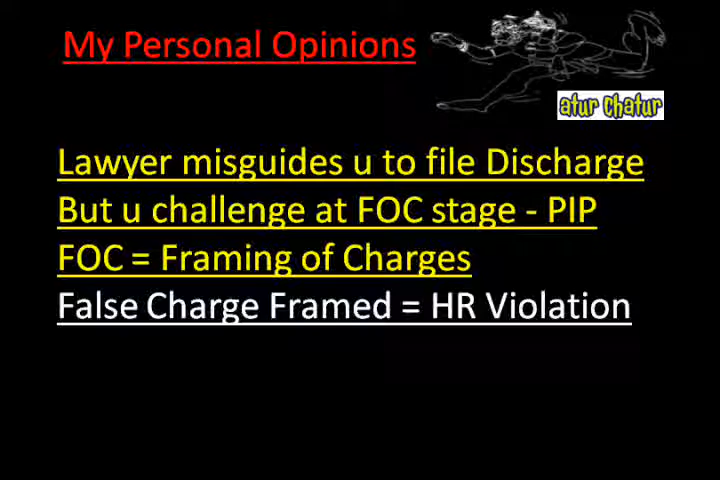 My Personal Opinions
atur chatur
Lawyer misguides u to file Discharge
But u challenge at FOC stage - PIP
FOC = Framing of Charges
False Charge Framed = HR Violation